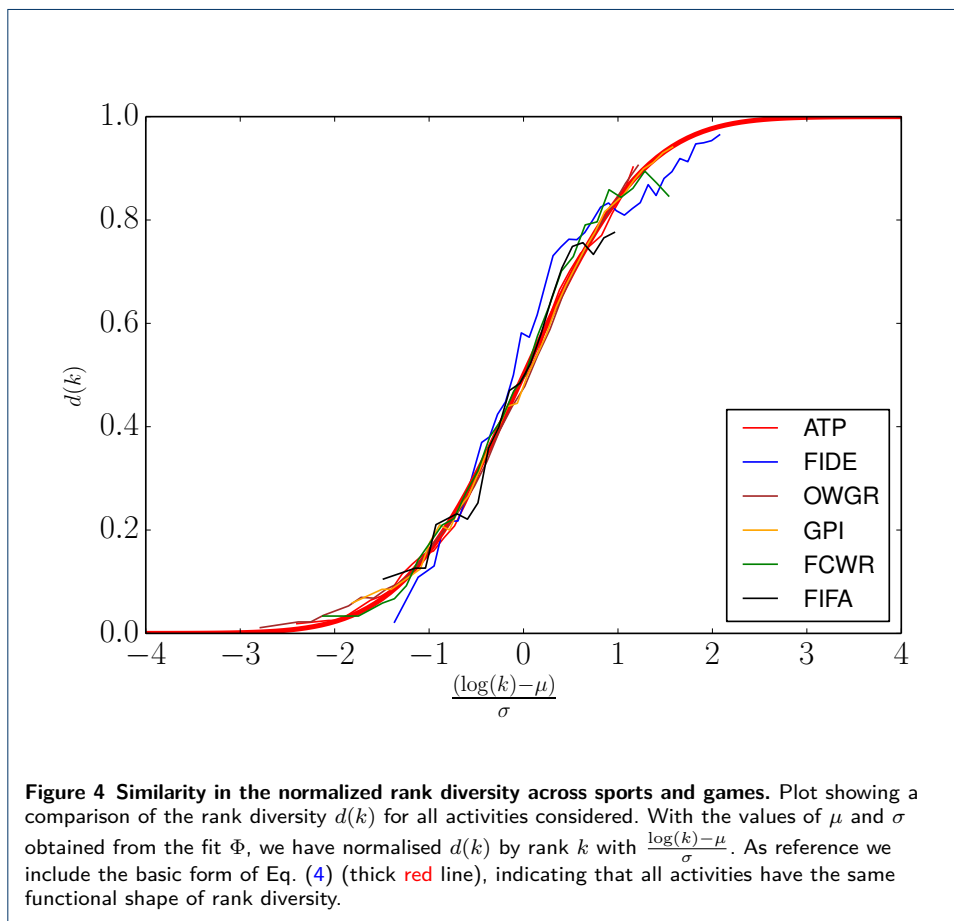 1.0
0.8
0.6
0.4
0.2
0.0
d(k)
−4 −3 −2 −1 0 1 2 3 4
(log(k)−μ)
σ
ATP
FIDE
OWGR
GPI
FCWR
FIFA
Figure 4 Similarity in the normalized rank diversity across sports and games. Plot showing a
comparison of the rank diversity d(k) for all activities considered. With the values of μ and σ
obtained from the fit Φ, we have normalised d(k) by rank k with log(k)−μ/σ. As reference we
include the basic form of Eq. (4) (thick red line), indicating that all activities have the same
functional shape of rank diversity.